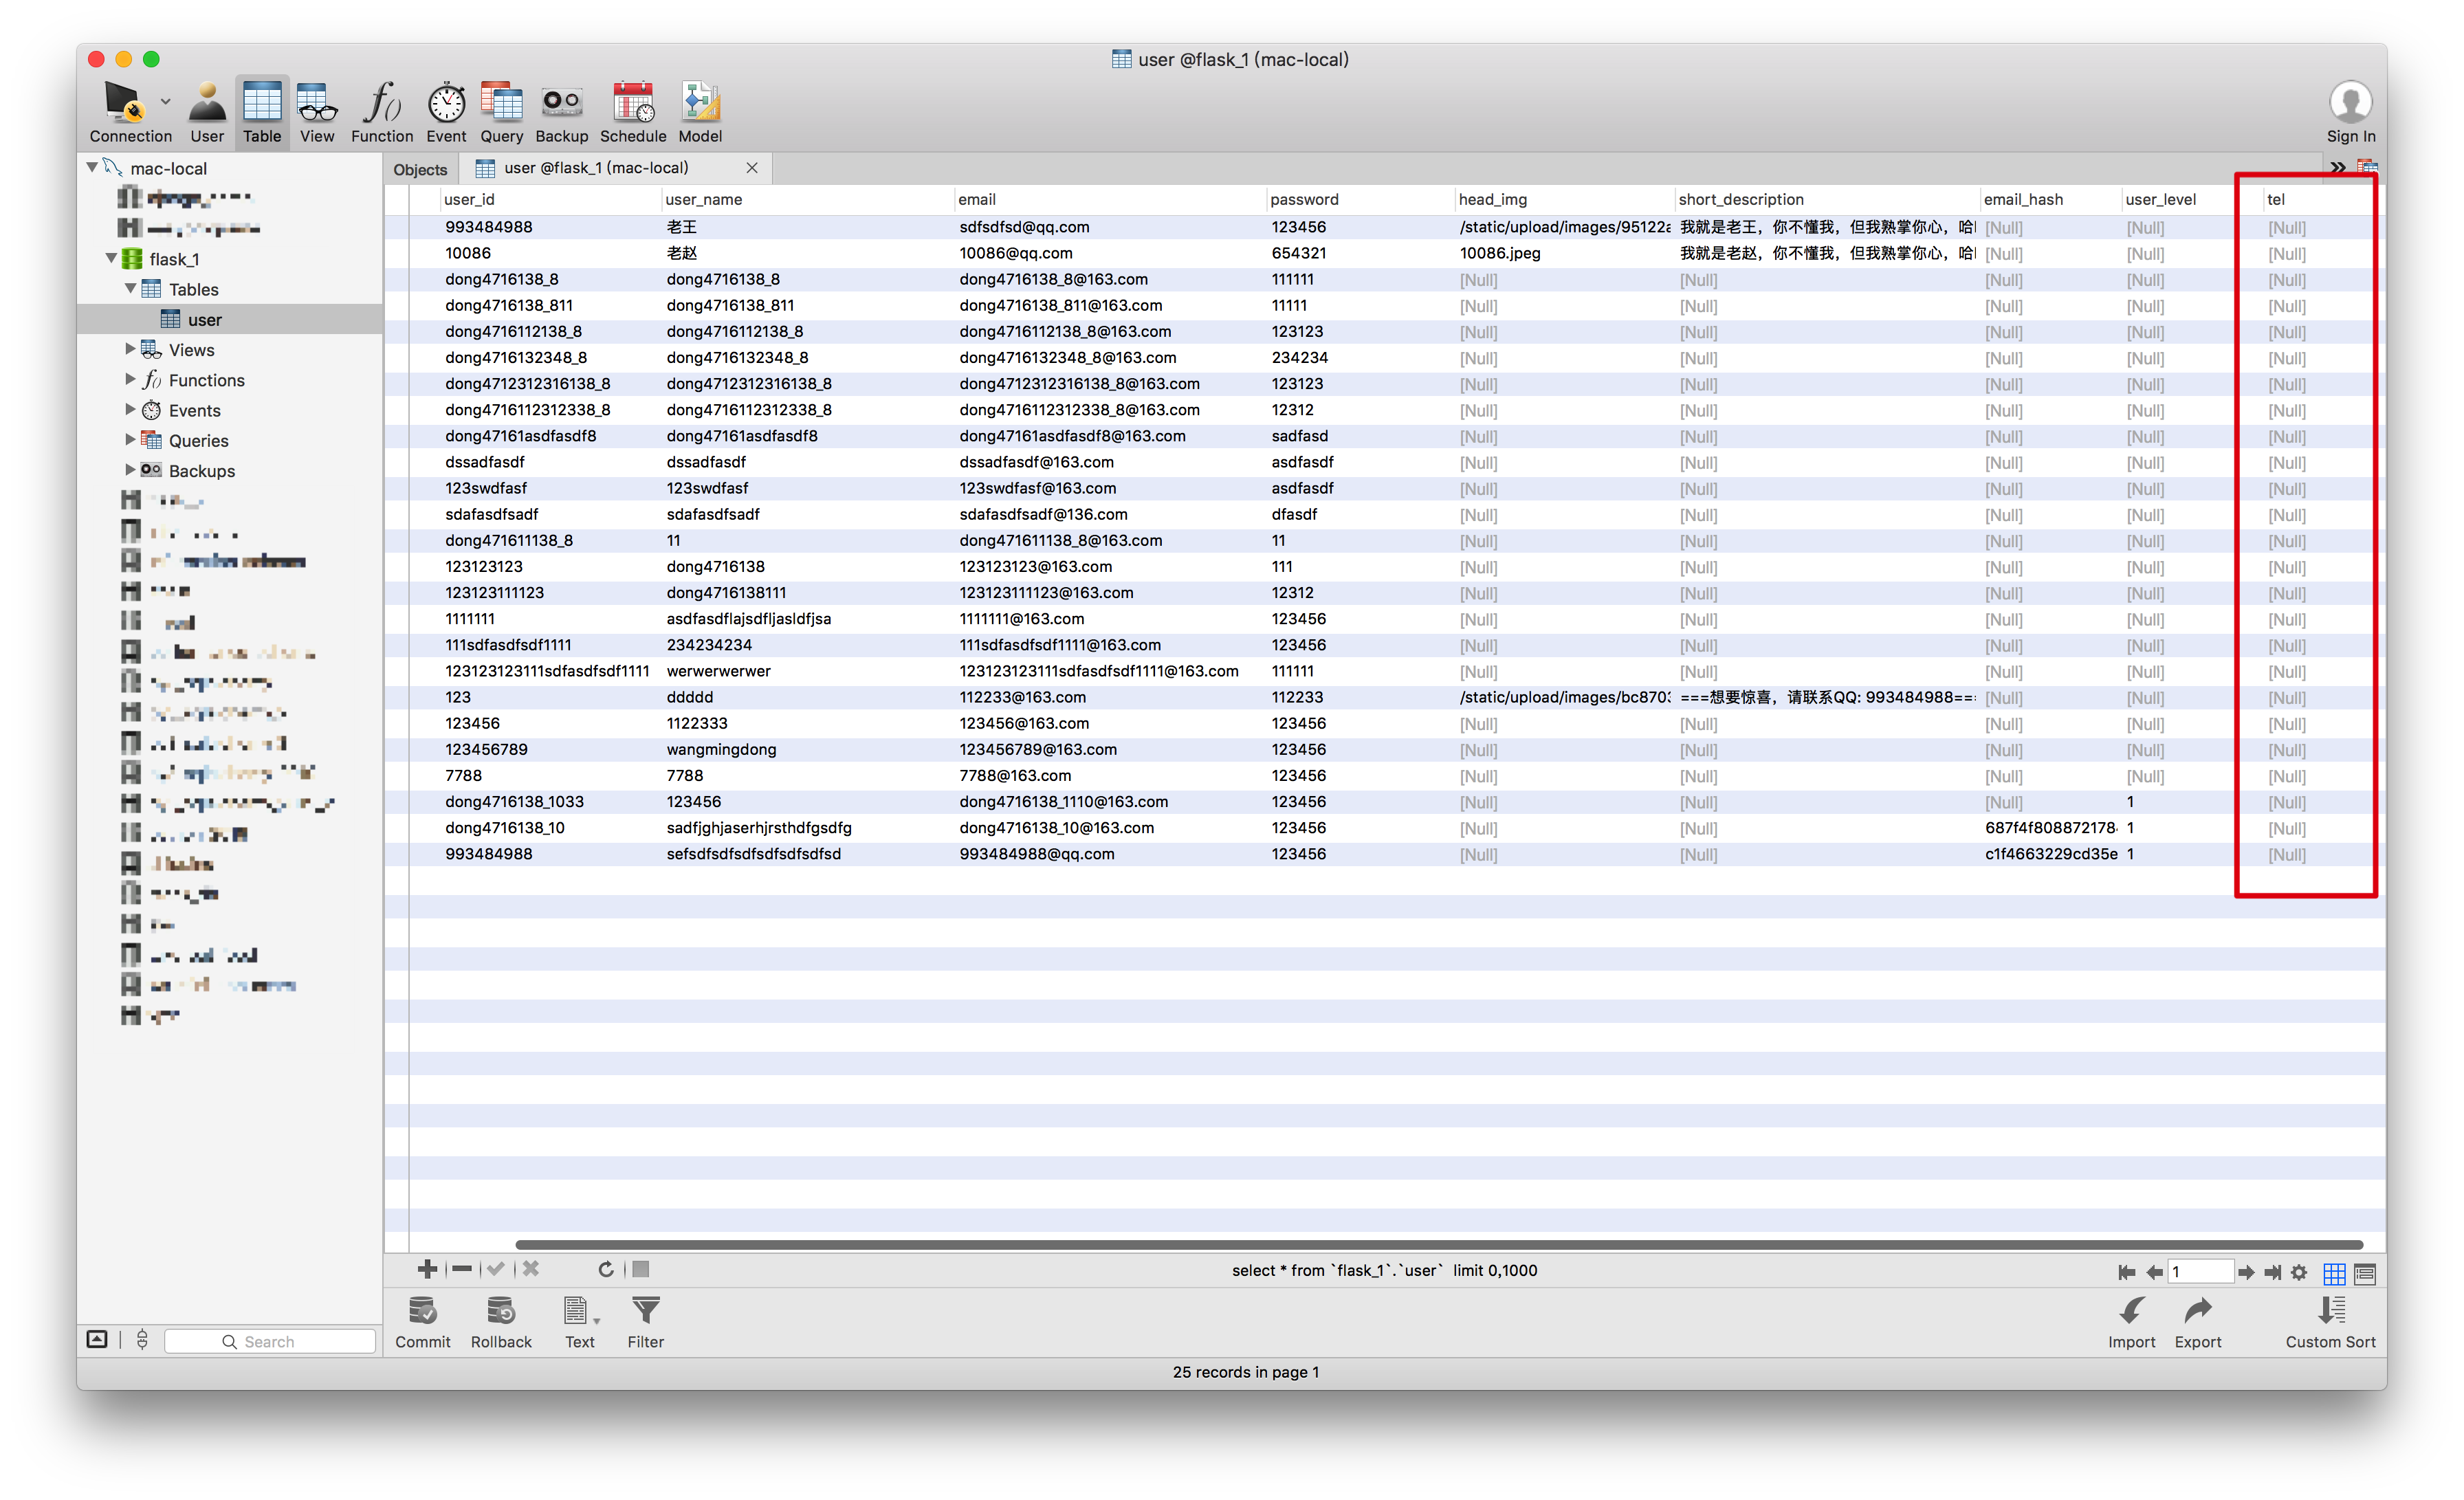 user @flask_1 (mac-local)
Connection User Table View Function Event Query Backup Schedule Model Sign In
mac-local
flask_1
Tables
user
Views
Functions
Events
Queries
Backups
Search
Objects user @flask_1 (mac-local)
user_id user_name email password head_img short_description email_hash user_level tel
993484988 老王 sdfsdfsd@qq.com 123456 /static/upload/images/95122a 我就是老王，你不懂我，但我熟掌你心，哈 [Null] [Null] [Null]
10086 老赵 10086@qq.com 654321 10086.jpeg 我就是老赵，你不懂我，但我熟掌你心，哈 [Null] [Null] [Null]
dong4716138_8 dong4716138_8 dong4716138_8@163.com 111111 [Null] [Null] [Null] [Null] [Null]
dong4716138_811 dong4716138_811 dong4716138_811@163.com 11111 [Null] [Null] [Null] [Null] [Null]
dong4716112138_8 dong4716112138_8 dong4716112138_8@163.com 123123 [Null] [Null] [Null] [Null] [Null]
dong4716132348_8 dong4716132348_8 dong4716132348_8@163.com 234234 [Null] [Null] [Null] [Null] [Null]
dong4712312316138_8 dong4712312316138_8 dong4712312316138_8@163.com 123123 [Null] [Null] [Null] [Null] [Null]
dong4716112312338_8 dong4716112312338_8 dong4716112312338_8@163.com 12312 [Null] [Null] [Null] [Null] [Null]
dong47161asdfasdf8 dong47161asdfasdf8 dong47161asdfasdf8@163.com sadfasd [Null] [Null] [Null] [Null] [Null]
dssadfasdf dssadfasdf dssadfasdf@163.com asdfasdf [Null] [Null] [Null] [Null] [Null]
123swdfasf 123swdfasf 123swdfasf@163.com asdfasdf [Null] [Null] [Null] [Null] [Null]
sdafasdfsadf sdafasdfsadf sdafasdfsadf@136.com dfasdf [Null] [Null] [Null] [Null] [Null]
dong471611138_8 11 dong471611138_8@163.com 11 [Null] [Null] [Null] [Null] [Null]
123123123 dong4716138 123123123@163.com 111 [Null] [Null] [Null] [Null] [Null]
123123111123 dong4716138111 123123111123@163.com 12312 [Null] [Null] [Null] [Null] [Null]
1111111 asdfasdflajsdfljasldfjsa 1111111@163.com 123456 [Null] [Null] [Null] [Null] [Null]
111sdfasdfsdf1111 234234234 111sdfasdfsdf1111@163.com 123456 [Null] [Null] [Null] [Null] [Null]
123123123111sdfasdfsdf1111 werwerwerwer 123123123111sdfasdfsdf1111@163.com 111111 [Null] [Null] [Null] [Null] [Null]
123 ddddd 112233@163.com 112233 /static/upload/images/bc8703 ===想要惊喜，请联系QQ: 993484988=== [Null] [Null] [Null]
123456 1122333 123456@163.com 123456 [Null] [Null] [Null] [Null] [Null]
123456789 wangmingdong 123456789@163.com 123456 [Null] [Null] [Null] [Null] [Null]
7788 7788 7788@163.com 123456 [Null] [Null] [Null] [Null] [Null]
dong4716138_1033 123456 dong4716138_1110@163.com 123456 [Null] [Null] [Null] 1 [Null]
dong4716138_10 sadfjghjaserhjrsthdfgsdfg dong4716138_10@163.com 123456 [Null] [Null] 687f4f8088721784 1 [Null]
993484988 sefsdfsdfsdfsdfsdfsdfsd 993484988@qq.com 123456 [Null] [Null] c1f4663229cd35e 1 [Null]
select * from `flask_1`.`user` limit 0,1000 1
Commit Rollback Text Filter Import Export Custom Sort
25 records in page 1